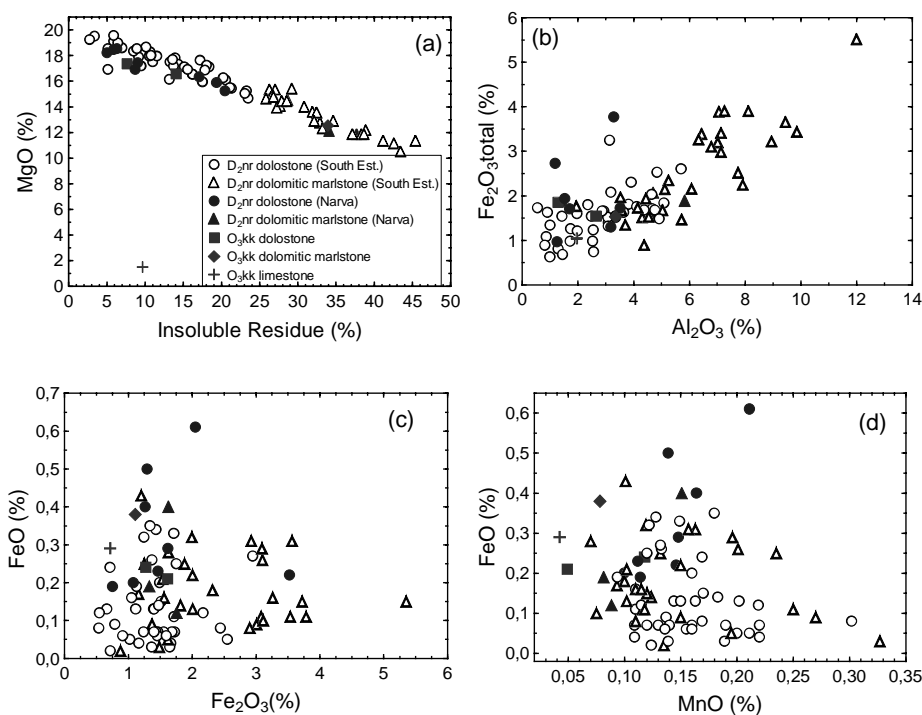 (a)
MgO (%)
20
18
16
14
12
10
8
6
4
2
0
D₂nr dolostone (South Est.)
D₂nr dolomitic marlstone (South Est.)
D₂nr dolostone (Narva)
D₂nr dolomitic marlstone (Narva)
O₃kk dolostone
O₃kk dolomitic marlstone
O₃kk limestone
0 5 10 15 20 25 30 35 40 45 50
Insoluble Residue (%)
(b)
Fe₂O₃total (%)
6
5
4
3
2
1
0
0 2 4 6 8 10 12 14
Al₂O₃ (%)
(c)
FeO (%)
0,7
0,6
0,5
0,4
0,3
0,2
0,1
0,0
0 1 2 3 4 5 6
Fe₂O₃(%)
(d)
FeO (%)
0,6
0,5
0,4
0,3
0,2
0,1
0,0
0,05 0,10 0,15 0,20 0,25 0,30 0,35
MnO (%)